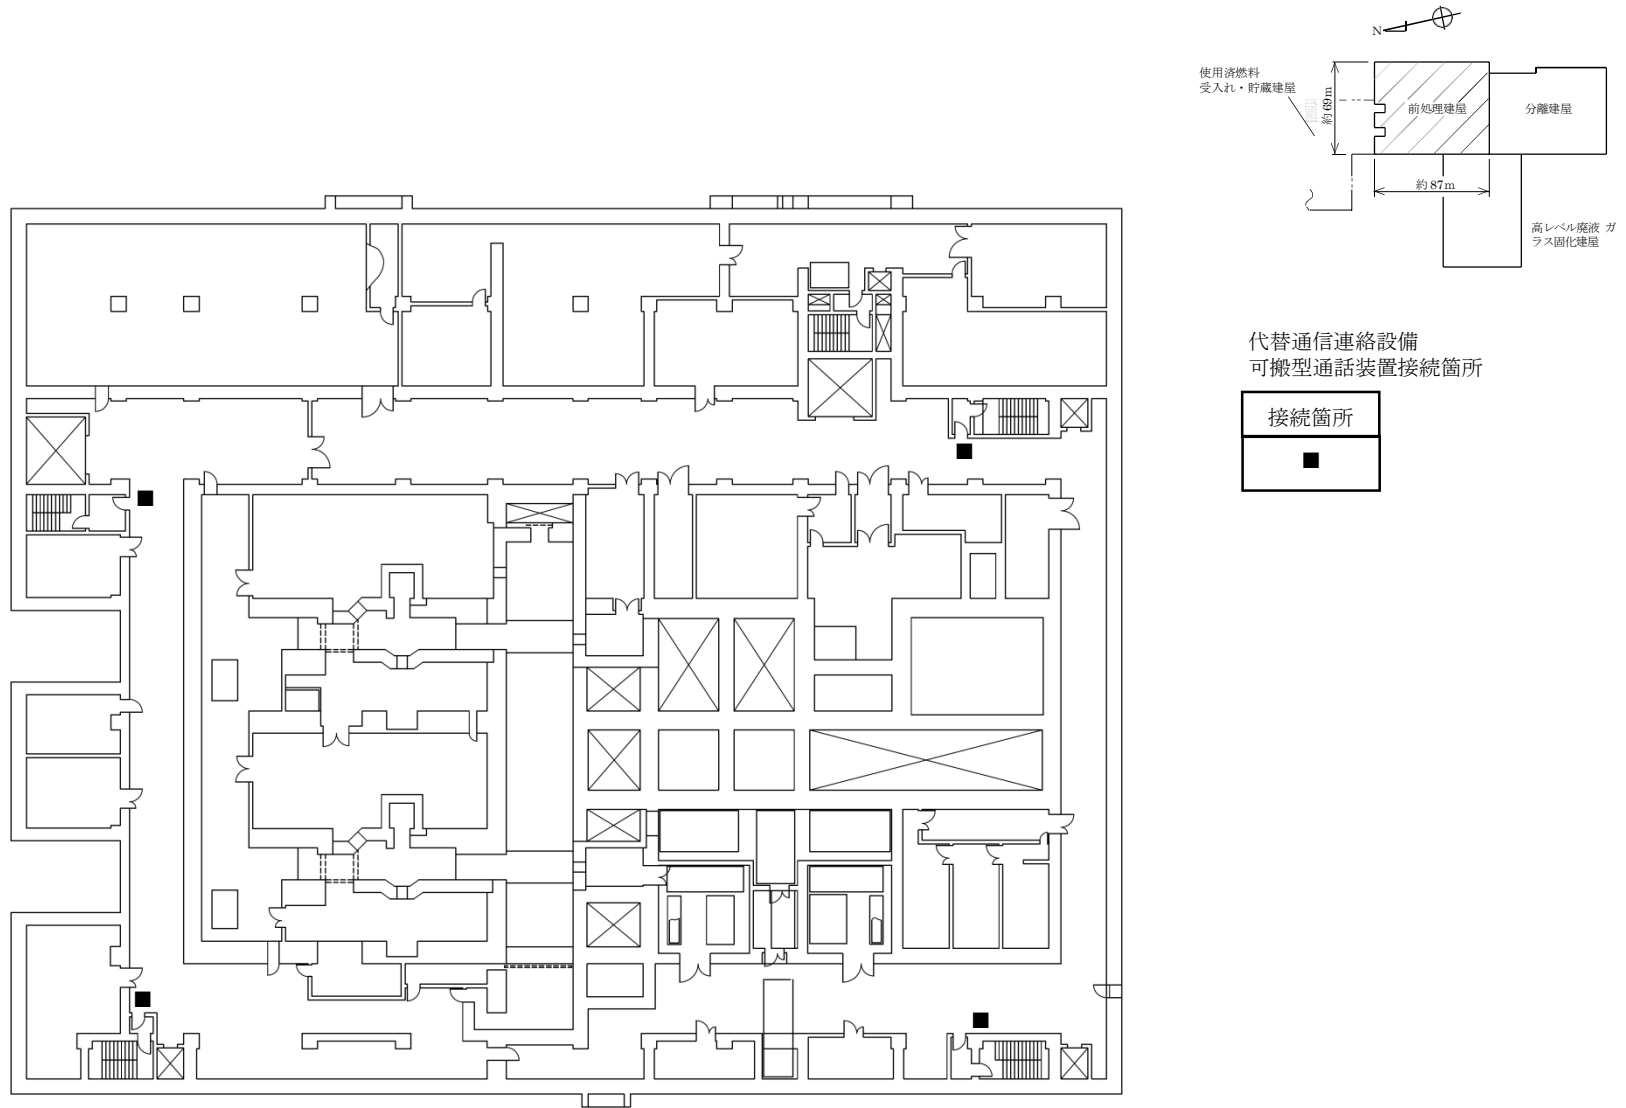 N
使用済燃料
受入れ・貯蔵建屋
約69m
前処理建屋
分離建屋
約87m
高レベル廃液 ガ
ラス固化建屋
代替通信連絡設備
可搬型通話装置接続箇所
接続箇所